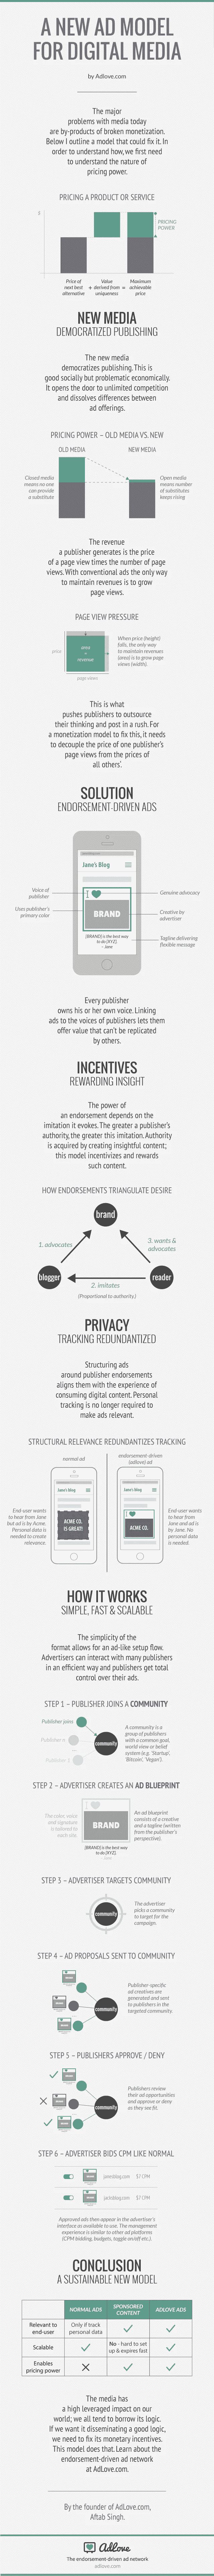 A NEW AD MODEL
FOR DIGITAL MEDIA
by Adlove.com
The major
problems with media today
are by-products of broken monetization.
Below I outline a model that could fix it. In
order to understand how, we first need
to understand the nature of
pricing power.
PRICING A PRODUCT OR SERVICE
$
PRICING
POWER
Price of
next best
alternative
+
Value
derived from
uniqueness
=
Maximum
achievable
price
NEW MEDIA
DEMOCRATIZED PUBLISHING
The new media
democratizes publishing. This is
good socially but problematic economically.
It opens the door to unlimited competition
and dissolves differences between
ad offerings.
PRICING POWER – OLD MEDIA VS. NEW
OLD MEDIA
NEW MEDIA
Closed media
means no one
can provide
a substitute
Open media
means number
of substitutes
keeps rising
The revenue
a publisher generates is the price
of a page view times the number of page
views. With conventional ads the only way
to maintain revenues is to grow
page views.
PAGE VIEW PRESSURE
price
area
=
revenue
page views
When price (height)
falls, the only way
to maintain revenues
(area) is to grow page
views (width).
This is what
pushes publishers to outsource
their thinking and post in a rush. For
a monetization model to fix this, it needs
to decouple the price of one publisher's
page views from the prices of
all others'.
SOLUTION
ENDORSEMENT-DRIVEN ADS
Jane's Blog
Voice of
publisher
Uses publisher's
primary color
I
BRAND
[BRAND] is the best way
to do [XYZ].
– Jane
Genuine advocacy
Creative by
advertiser
Tagline delivering
flexible message
Every publisher
owns his or her own voice. Linking
ads to the voices of publishers lets them
offer value that can't be replicated
by others.
INCENTIVES
REWARDING INSIGHT
The power of
an endorsement depends on the
imitation it evokes. The greater a publisher's
authority, the greater this imitation. Authority
is acquired by creating insightful content;
this model incentivizes and rewards
such content.
HOW ENDORSEMENTS TRIANGULATE DESIRE
brand
1. advocates
3. wants &
advocates
blogger
reader
2. imitates
(Proportional to authority.)
PRIVACY
TRACKING REDUNDANTIZED
Structuring ads
around publisher endorsements
aligns them with the experience of
consuming digital content. Personal
tracking is no longer required to
make ads relevant.
STRUCTURAL RELEVANCE REDUNDANTIZES TRACKING
normal ad
endorsement-driven
(adlove) ad
Jane's blog
Jane's blog
ACME CO.
IS GREAT!
I
ACME CO.
End-user wants
to hear from Jane
but ad is by Acme.
Personal data is
needed to create
relevance.
End-user wants
to hear from
Jane and ad is
by Jane. No
personal data
is needed.
HOW IT WORKS
SIMPLE, FAST & SCALABLE
The simplicity of the
format allows for an ad-like setup flow.
Advertisers can interact with many publishers
in an efficient way and publishers get total
control over their ads.
STEP 1 – PUBLISHER JOINS A COMMUNITY
Publisher joins
community
A community is a
group of publishers
with a common goal,
world view or belief
system (e.g. 'Startup',
'Bitcoin', 'Vegan').
STEP 2 – ADVERTISER CREATES AN AD BLUEPRINT
The color, voice
and signature
is tailored to
each site.
I
BRAND
[BRAND] is the best way
to do [XYZ].
An ad blueprint
consists of a creative
and a tagline (written
from the publisher's
perspective).
STEP 3 – ADVERTISER TARGETS COMMUNITY
community
The advertiser
picks a community
to target for the
campaign.
STEP 4 – AD PROPOSALS SENT TO COMMUNITY
community
Publisher-specific
ad creatives are
generated and sent
to publishers in the
targeted community.
STEP 5 – PUBLISHERS APPROVE / DENY
community
Publishers review
their ad opportunities
and approve or deny
as they see fit.
STEP 6 – ADVERTISER BIDS CPM LIKE NORMAL
janesblog.com $7 CPM
jacksblog.com $7 CPM
Approved ads then appear in the advertiser's
interface as available to use. The management
experience is similar to other ad platforms
(CPM bidding, budgets, toggle on/off etc.).
CONCLUSION
A SUSTAINABLE NEW MODEL
NORMAL ADS
SPONSORED
CONTENT
ADLOVE ADS
Relevant to
end-user
Only if track
personal data
Scalable
No - hard to set
up & expires fast
Enables
pricing power
The media has
a high leveraged impact on our
world; we all tend to borrow its logic.
If we want it disseminating a good logic,
we need to fix its monetary incentives.
This model does that. Learn about the
endorsement-driven ad network
at AdLove.com.
By the founder of AdLove.com,
Aftab Singh.
AdLove
The endorsement-driven ad network
adlove.com